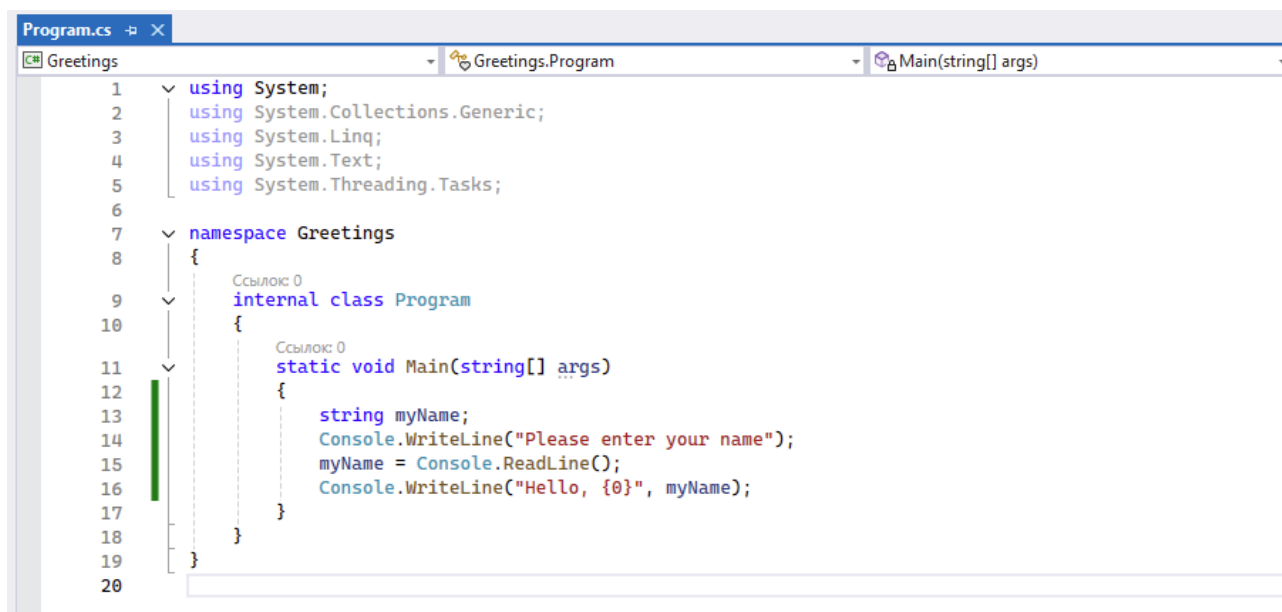 Program.cs
C# Greetings Greetings.Program Main(string[] args)
1 using System;
2 using System.Collections.Generic;
3 using System.Linq;
4 using System.Text;
5 using System.Threading.Tasks;
6
7 namespace Greetings
8 {
Ссылок: 0
9 internal class Program
10 {
Ссылок: 0
11 static void Main(string[] args)
12 {
13 string myName;
14 Console.WriteLine("Please enter your name");
15 myName = Console.ReadLine();
16 Console.WriteLine("Hello, {0}", myName);
17 }
18 }
19 }
20